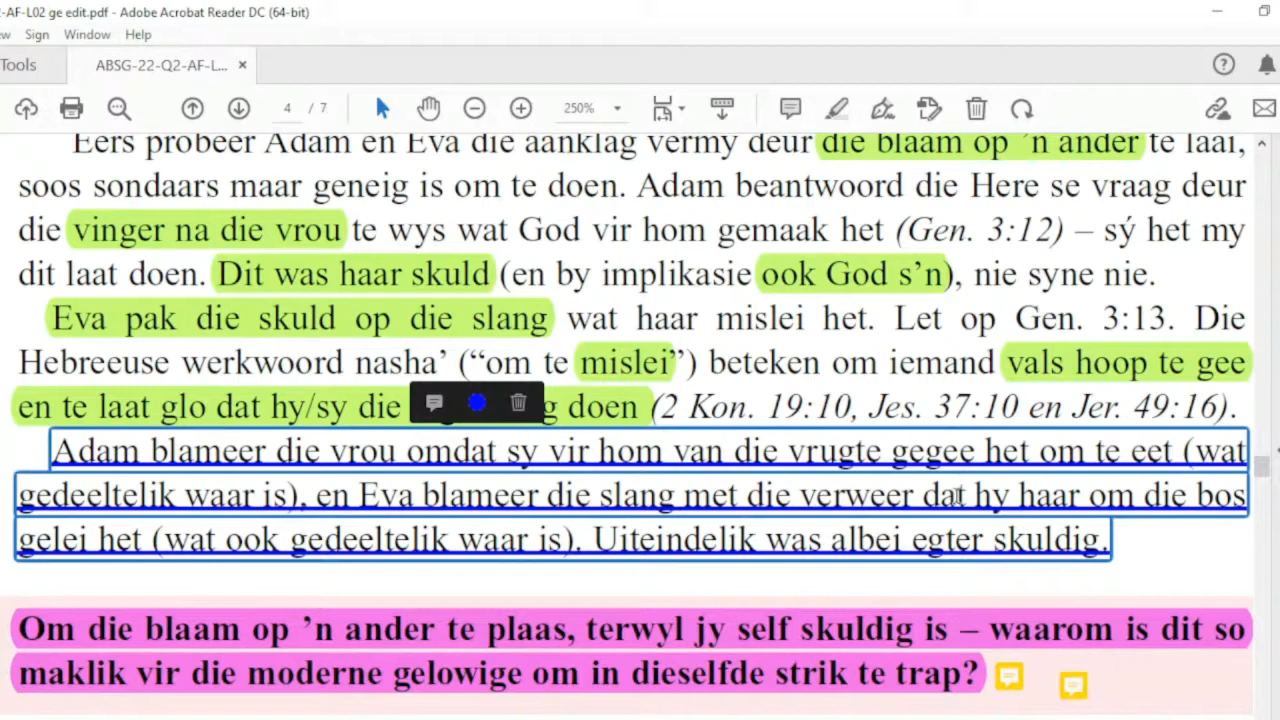 -AF-L02 ge edit.pdf - Adobe Acrobat Reader DC (64-bit)
Sign Window Help
Tools ABSG-22-Q2-AF-L... ×
4 / 7 250%
Eers probeer Adam en Eva die aanklag vermy deur die blaam op ’n ander te laai,
soos sondaars maar geneig is om te doen. Adam beantwoord die Here se vraag deur
die vinger na die vrou te wys wat God vir hom gemaak het (Gen. 3:12) – sý het my
dit laat doen. Dit was haar skuld (en by implikasie ook God s’n), nie syne nie.
Eva pak die skuld op die slang wat haar mislei het. Let op Gen. 3:13. Die
Hebreeuse werkwoord nasha’ (“om te mislei”) beteken om iemand vals hoop te gee
en te laat glo dat hy/sy die doen (2 Kon. 19:10, Jes. 37:10 en Jer. 49:16).
Adam blameer die vrou omdat sy vir hom van die vrugte gegee het om te eet (wat
gedeeltelik waar is), en Eva blameer die slang met die verweer dat hy haar om die bos
gelei het (wat ook gedeeltelik waar is). Uiteindelik was albei egter skuldig.
Om die blaam op ’n ander te plaas, terwyl jy self skuldig is – waarom is dit so
maklik vir die moderne gelowige om in dieselfde strik te trap?